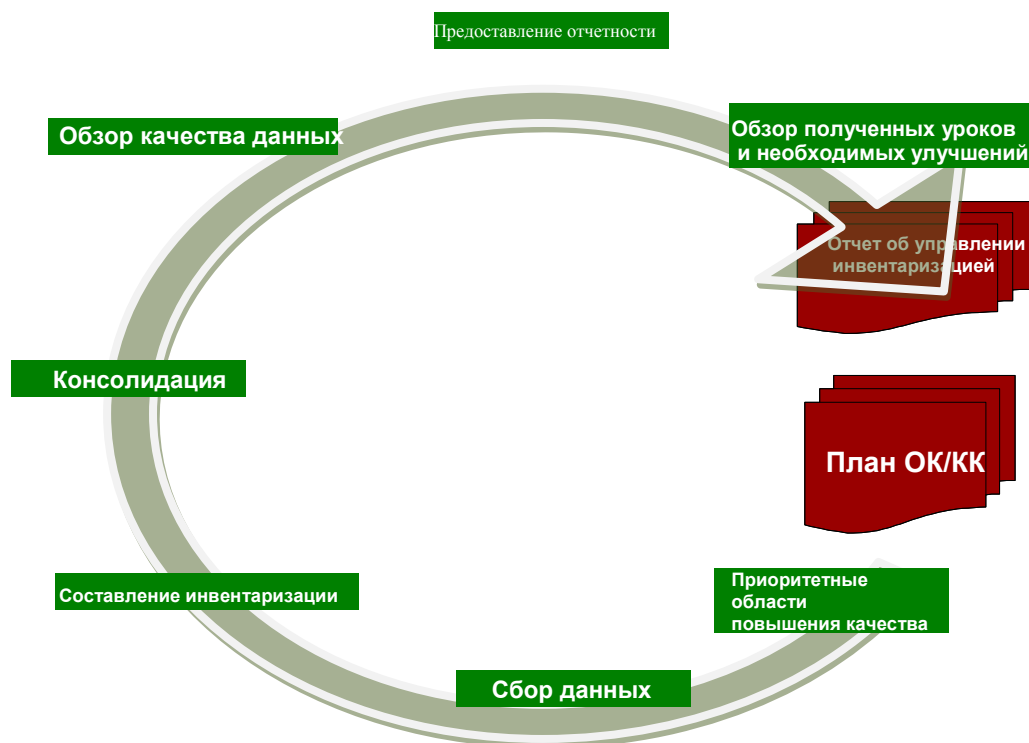 Предоставление отчетности
Обзор качества данных
Обзор полученных уроков
и необходимых улучшений
Отчет об управлении
инвентаризацией
Консолидация
План ОК/КК
Составление инвентаризации
Приоритетные
области
повышения качества
Сбор данных